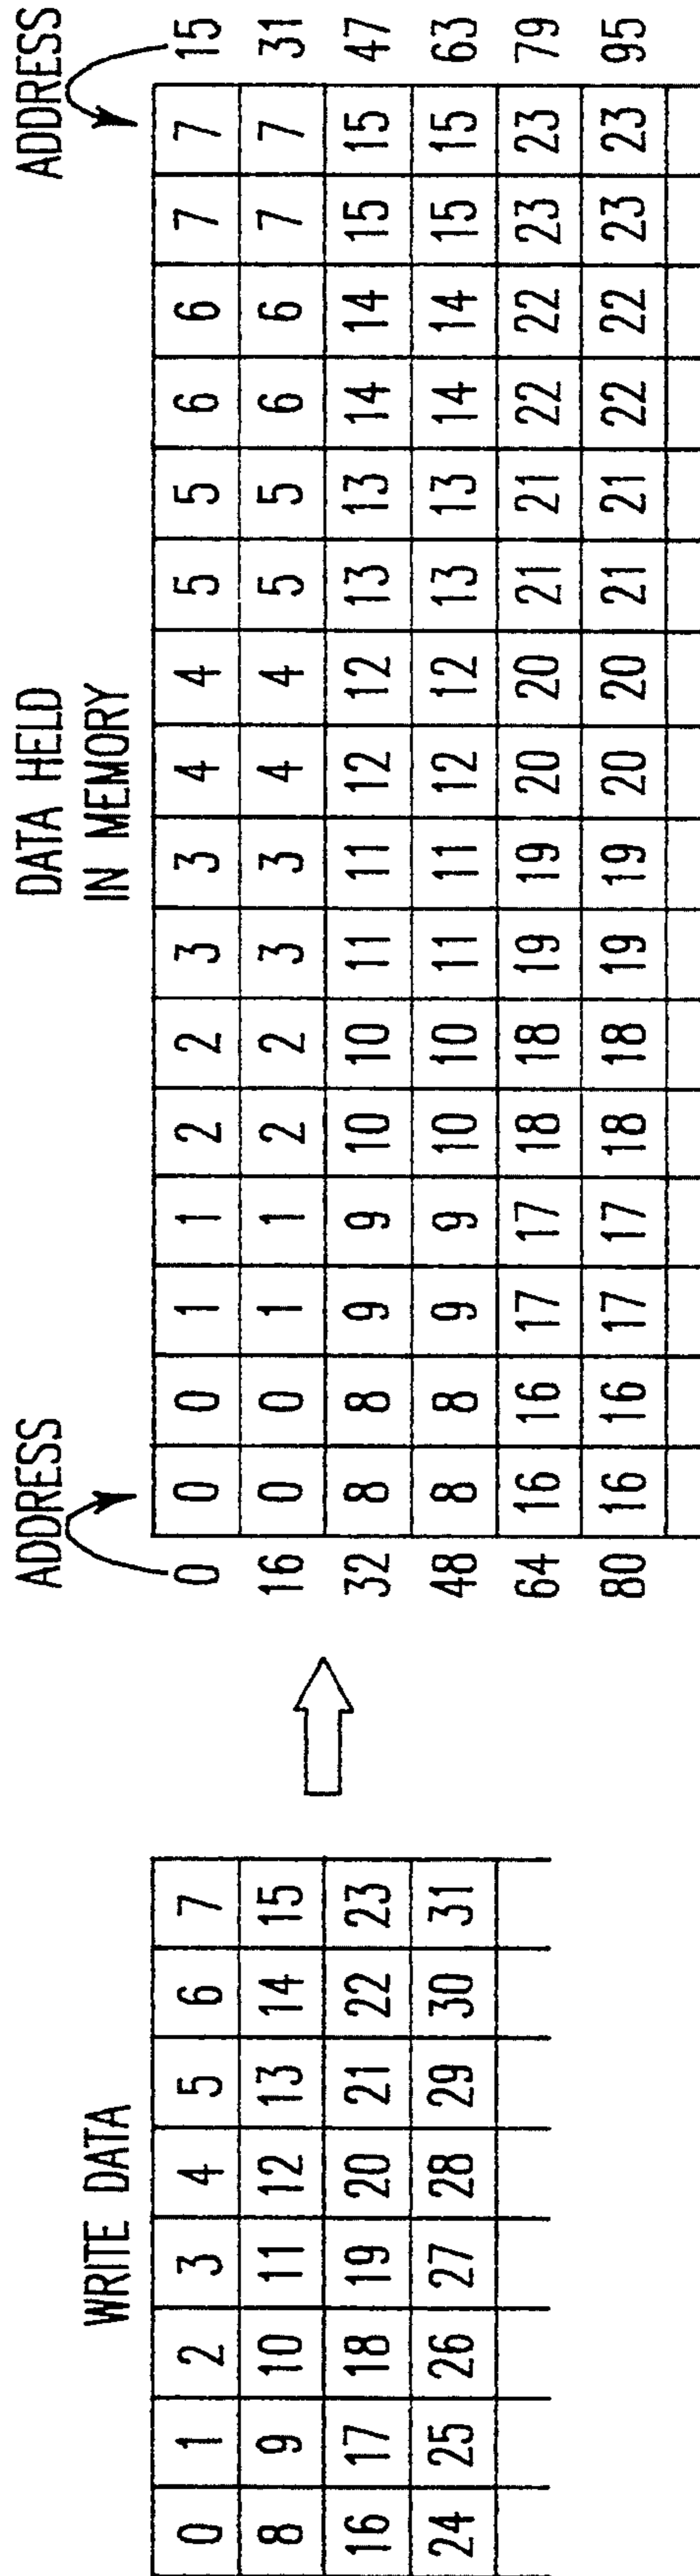 WRITE DATA
0 1 2 3 4 5 6 7
8 9 10 11 12 13 14 15
16 17 18 19 20 21 22 23
24 25 26 27 28 29 30 31
ADDRESS
DATA HELD
IN MEMORY
ADDRESS
0 0 0 1 1 2 2 3 3 4 4 5 5 6 6 7 7 15
16 0 0 1 1 2 2 3 3 4 4 5 5 6 6 7 7 31
32 8 8 9 9 10 10 11 11 12 12 13 13 14 14 15 15 47
48 8 8 9 9 10 10 11 11 12 12 13 13 14 14 15 15 63
64 16 16 17 17 18 18 19 19 20 20 21 21 22 22 23 23 79
80 16 16 17 17 18 18 19 19 20 20 21 21 22 22 23 23 95